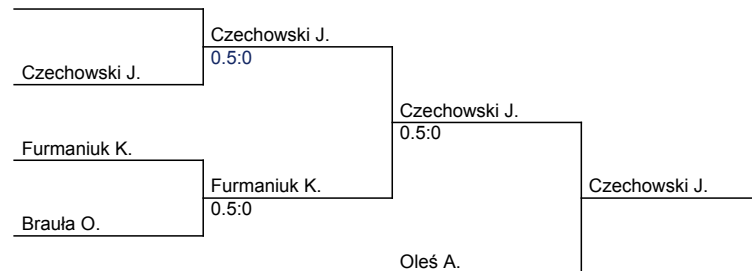 Czechowski J.
0.5:0
Czechowski J.
Czechowski J.
0.5:0
Furmaniuk K.
Furmaniuk K.
0.5:0
Czechowski J.
Brauła O.
Oleś A.